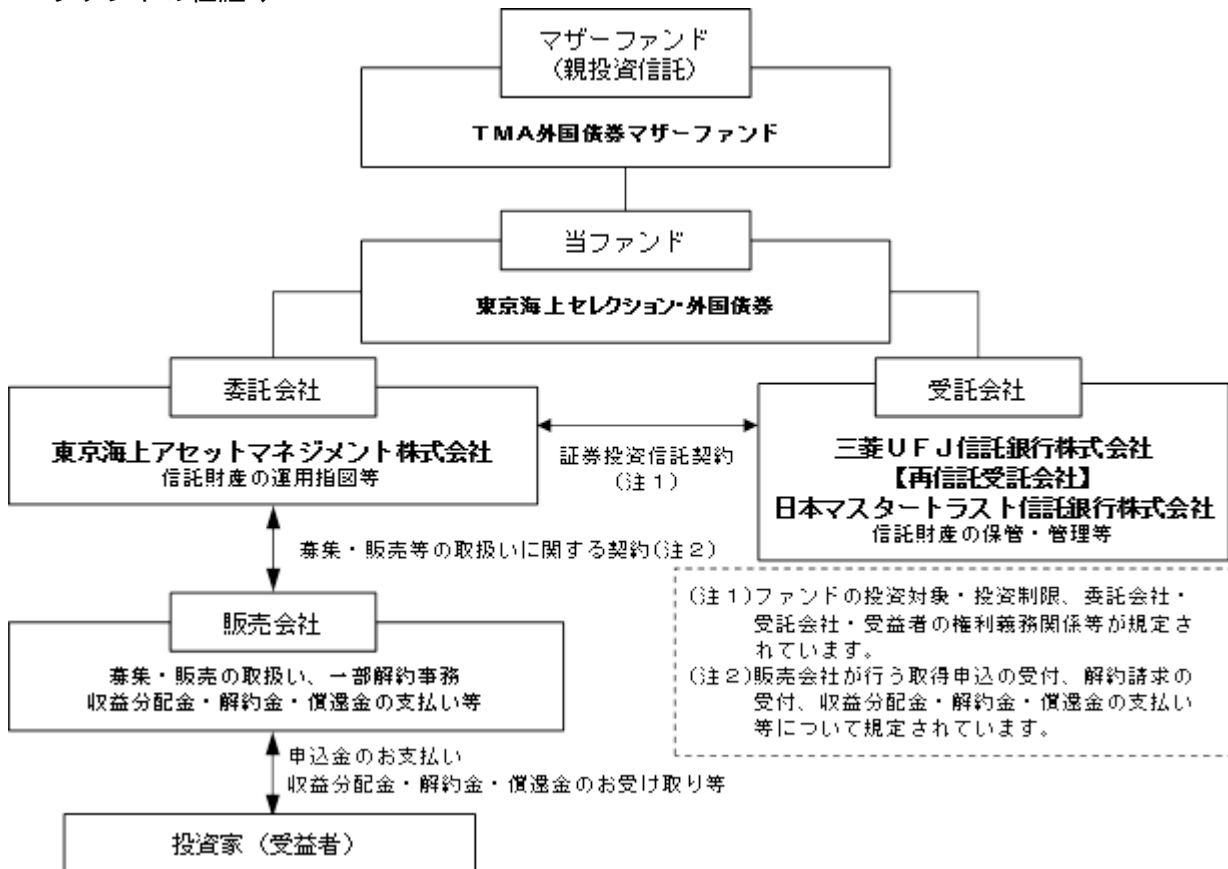 マザーファンド
(親投資信託)
TMA外国債券マザーファンド
当ファンド
東京海上セレクション・外国債券
委託会社
東京海上アセットマネジメント株式会社
信託財産の運用指図等
証券投資信託契約
(注1)
受託会社
三菱UFJ信託銀行株式会社
【再信託受託会社】
日本マスタートラスト信託銀行株式会社
信託財産の保管・管理等
募集・販売等の取扱いに関する契約(注2)
販売会社
募集・販売の取扱い、一部解約事務
収益分配金・解約金・償還金の支払い等
(注1)ファンドの投資対象・投資制限、委託会社・
受託会社・受益者の権利義務関係等が規定さ
れています。
(注2)販売会社が行う取得申込の受付、解約請求の
受付、収益分配金・解約金・償還金の支払い
等について規定されています。
申込金のお支払い
収益分配金・解約金・償還金のお受け取り等
投資家(受益者)